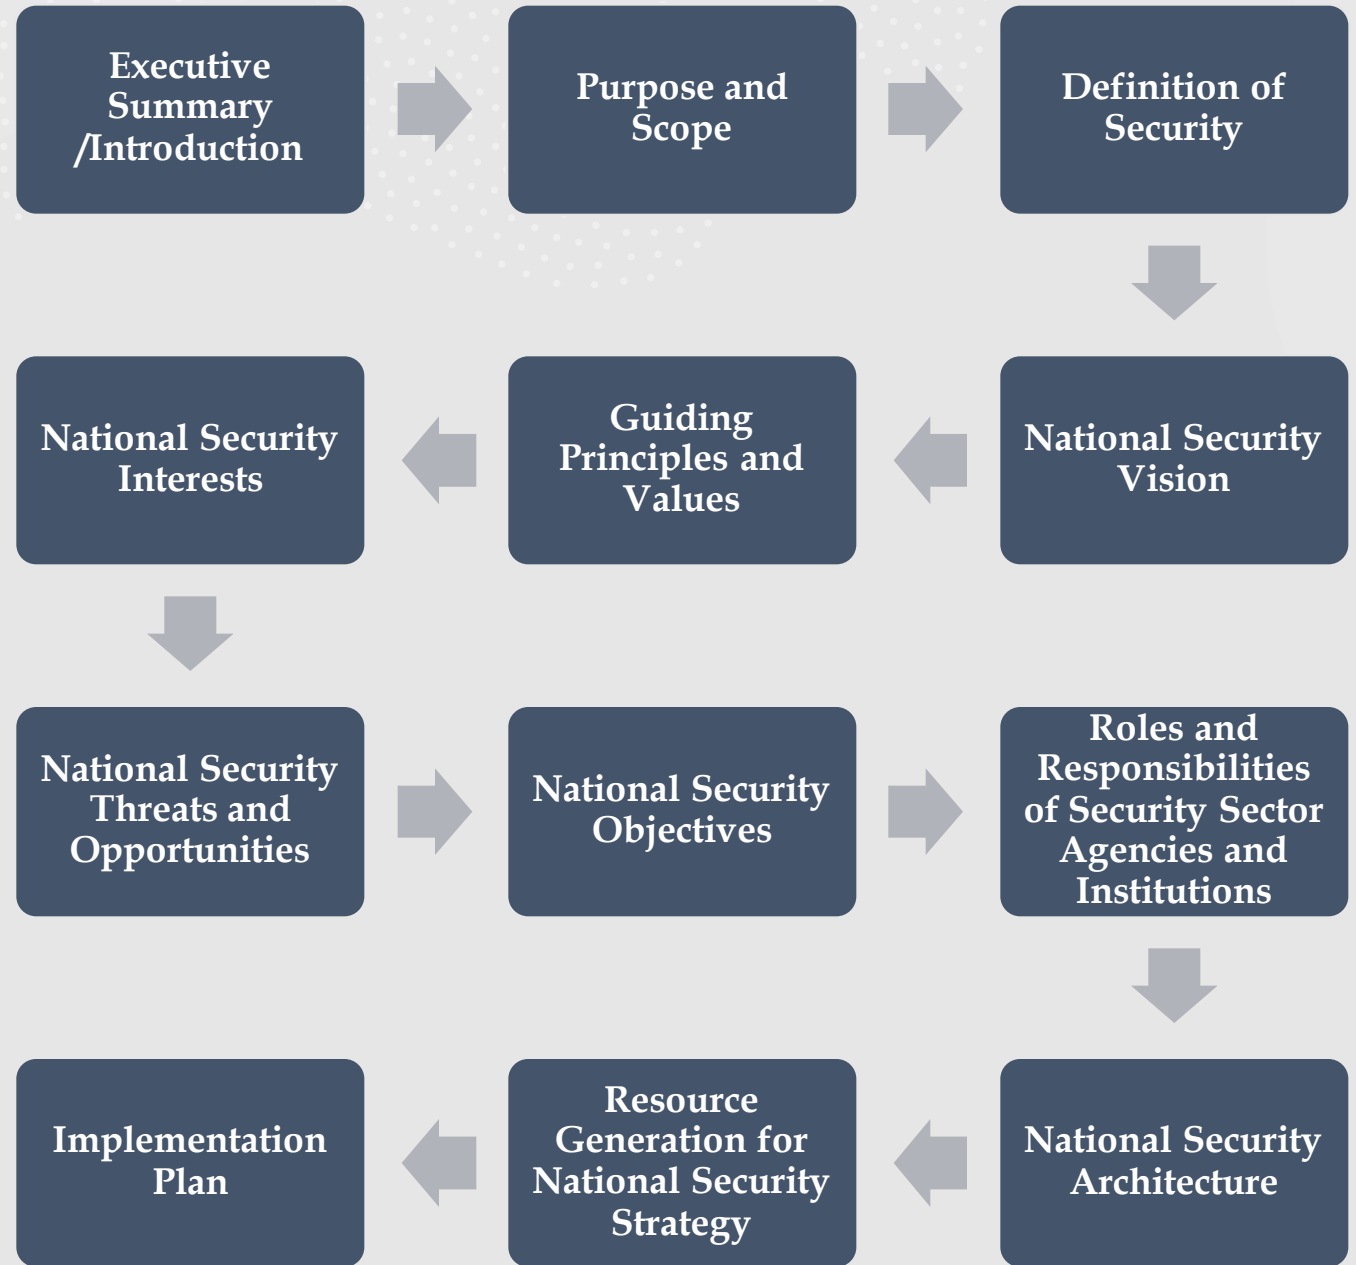 Executive
Summary
/Introduction
Purpose and
Scope
Definition of
Security
National Security
Vision
Guiding
Principles and
Values
National Security
Interests
National Security
Threats and
Opportunities
National Security
Objectives
Roles and
Responsibilities
of Security Sector
Agencies and
Institutions
National Security
Architecture
Resource
Generation for
National Security
Strategy
Implementation
Plan